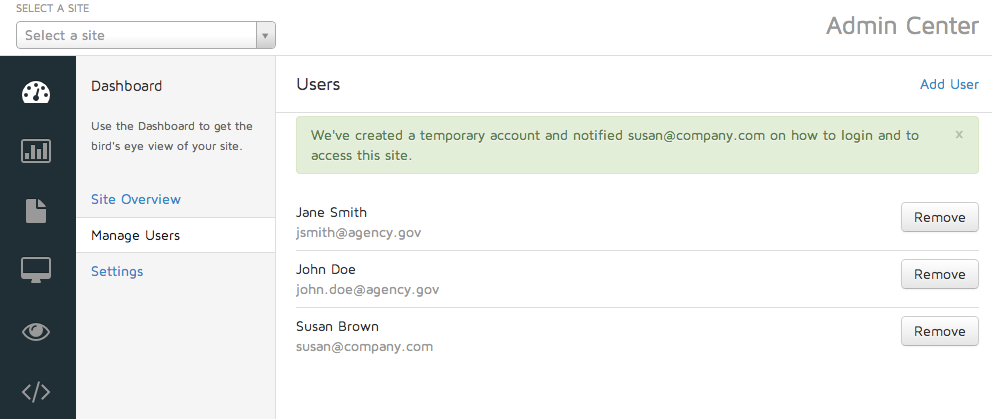 SELECT A SITE
Select a site
Admin Center
Dashboard
Use the Dashboard to get the
bird's eye view of your site.
Site Overview
Manage Users
Settings
Users
Add User
We've created a temporary account and notified susan@company.com on how to login and to
access this site.
x
Jane Smith
jsmith@agency.gov
Remove
John Doe
john.doe@agency.gov
Remove
Susan Brown
susan@company.com
Remove